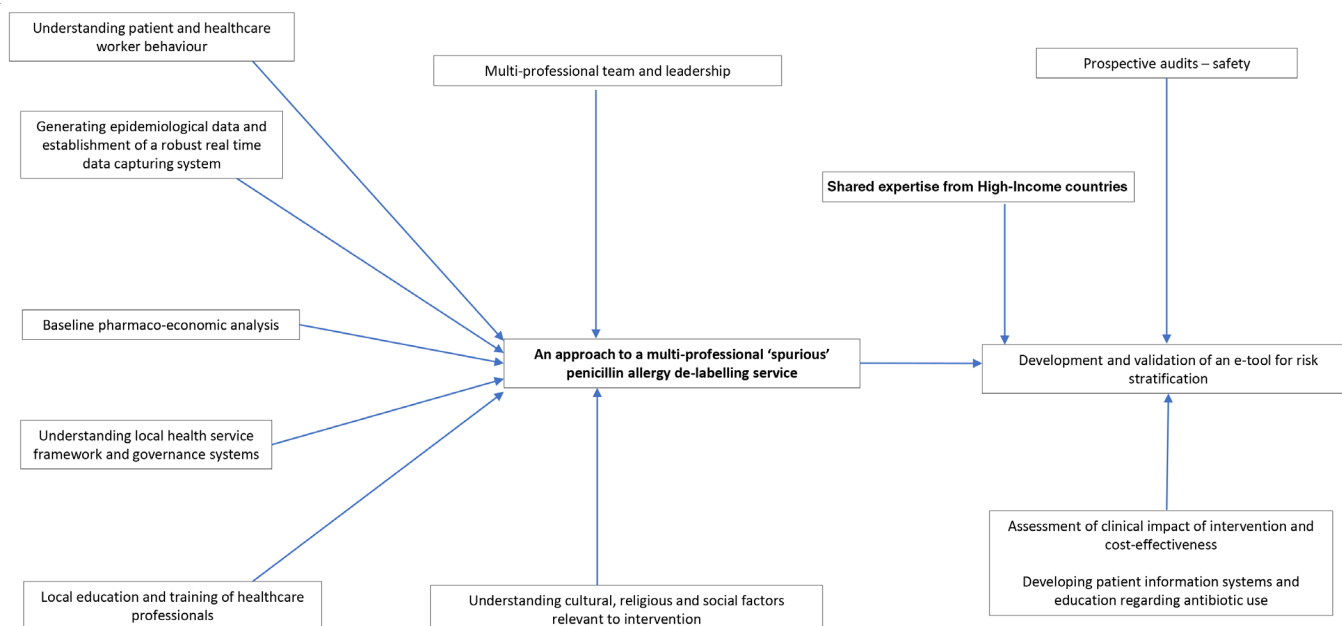 Understanding patient and healthcare
worker behaviour
Multi-professional team and leadership
Prospective audits – safety
Generating epidemiological data and
establishment of a robust real time
data capturing system
Shared expertise from High-Income countries
Baseline pharmaco-economic analysis
An approach to a multi-professional ‘spurious’
penicillin allergy de-labelling service
Development and validation of an e-tool for risk
stratification
Understanding local health service
framework and governance systems
Assessment of clinical impact of intervention and
cost-effectiveness
Developing patient information systems and
education regarding antibiotic use
Local education and training of healthcare
professionals
Understanding cultural, religious and social factors
relevant to intervention